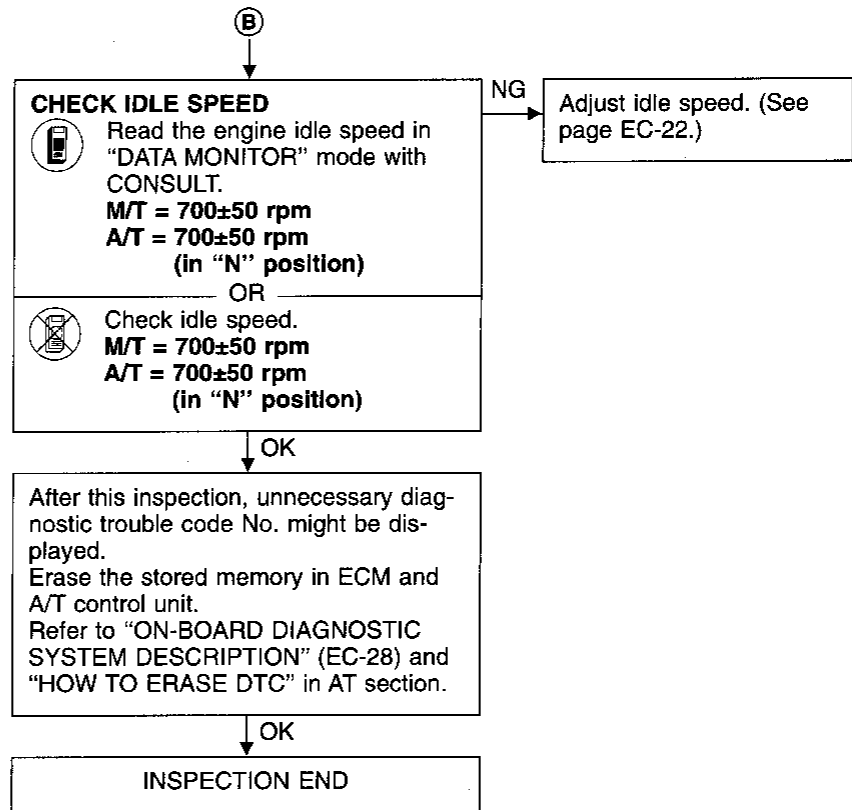 B
CHECK IDLE SPEED
Read the engine idle speed in
“DATA MONITOR” mode with
CONSULT.
M/T = 700±50 rpm
A/T = 700±50 rpm
(in “N” position)
OR
Check idle speed.
M/T = 700±50 rpm
A/T = 700±50 rpm
(in “N” position)
NG
Adjust idle speed. (See
page EC-22.)
OK
After this inspection, unnecessary diag-
nostic trouble code No. might be dis-
played.
Erase the stored memory in ECM and
A/T control unit.
Refer to “ON-BOARD DIAGNOSTIC
SYSTEM DESCRIPTION” (EC-28) and
“HOW TO ERASE DTC” in AT section.
OK
INSPECTION END